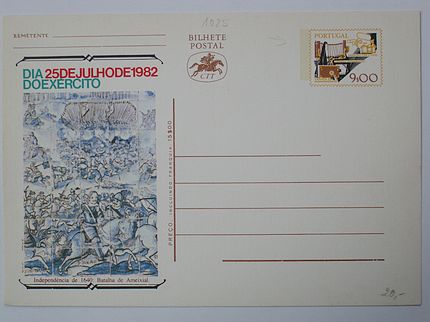 1025
REMETENTE
BILHETE
POSTAL
CTT
PORTUGAL
9$00
DIA 25DEJULHODE1982
DOEXÉRCITO
PREÇO, INCLUINDO FRANQUIA 15$00
Independência de 1640: Batalha de Ameixial
20,-